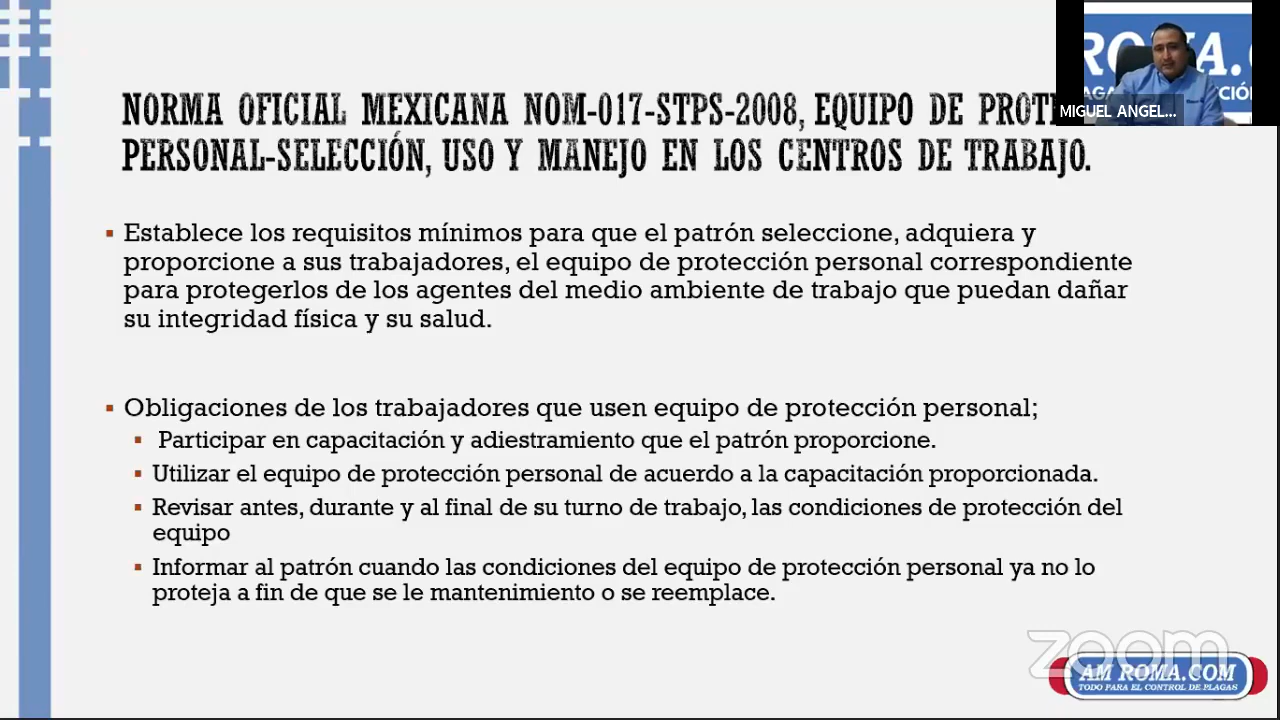 NORMA OFICIAL MEXICANA NOM-017-STPS-2008, EQUIPO DE
PERSONAL-SELECCIÓN, USO Y MANEJO EN LOS CENTROS DE TRABAJO.
MIGUEL ANGEL...
Establece los requisitos mínimos para que el patrón seleccione, adquiera y
proporcione a sus trabajadores, el equipo de protección personal correspondiente
para protegerlos de los agentes del medio ambiente de trabajo que puedan dañar
su integridad física y su salud.
Obligaciones de los trabajadores que usen equipo de protección personal;
Participar en capacitación y adiestramiento que el patrón proporcione.
Utilizar el equipo de protección personal de acuerdo a la capacitación proporcionada.
Revisar antes, durante y al final de su turno de trabajo, las condiciones de protección del
equipo
Informar al patrón cuando las condiciones del equipo de protección personal ya no lo
proteja a fin de que se le mantenimiento o se reemplace.
zoom
AM ROMA.COM
TODO PARA EL CONTROL DE PLAGAS